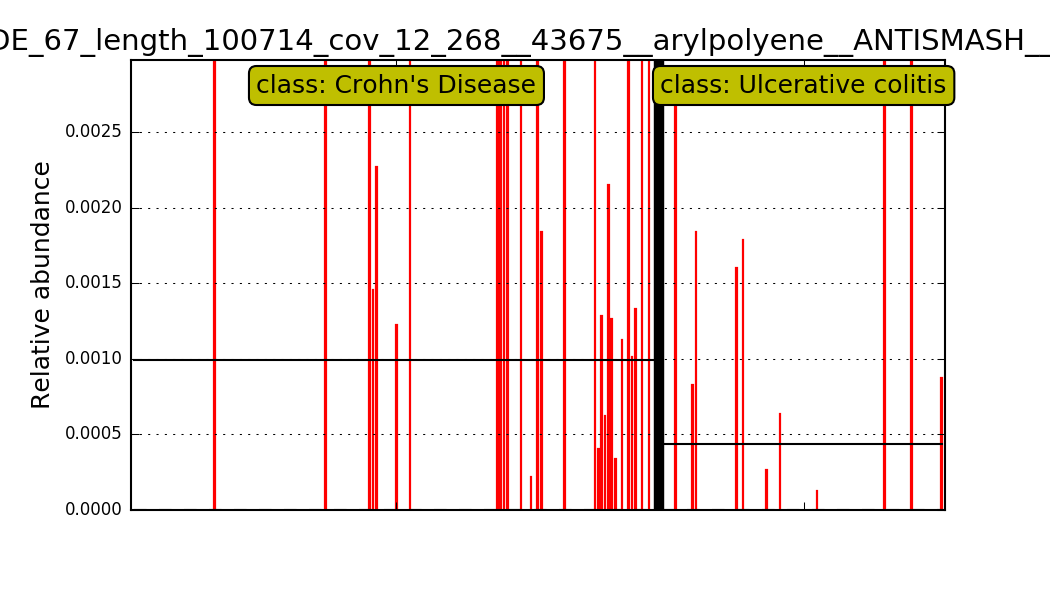 DE_67_length_100714_cov_12_268__43675__arylpolyene__ANTISMASH__
class: Crohn's Disease
class: Ulcerative colitis
Relative abundance
0.0025
0.0020
0.0015
0.0010
0.0005
0.0000